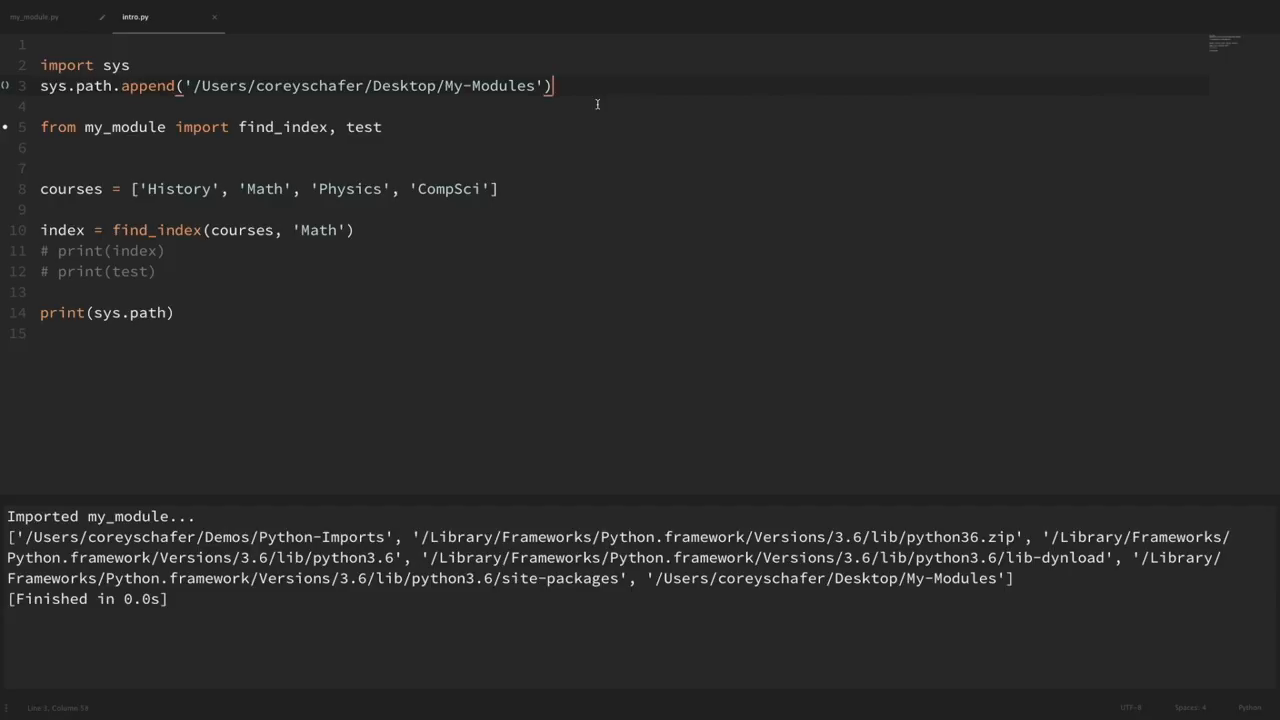 my_module.py intro.py ×
1
2 import sys
3 sys.path.append('/Users/coreyschafer/Desktop/My-Modules')
4
5 from my_module import find_index, test
6
7
8 courses = ['History', 'Math', 'Physics', 'CompSci']
9
10 index = find_index(courses, 'Math')
11 # print(index)
12 # print(test)
13
14 print(sys.path)
15
Imported my_module...
['/Users/coreyschafer/Demos/Python-Imports', '/Library/Frameworks/Python.framework/Versions/3.6/lib/python36.zip', '/Library/Frameworks/
Python.framework/Versions/3.6/lib/python3.6', '/Library/Frameworks/Python.framework/Versions/3.6/lib/python3.6/lib-dynload', '/Library/
Frameworks/Python.framework/Versions/3.6/lib/python3.6/site-packages', '/Users/coreyschafer/Desktop/My-Modules']
[Finished in 0.0s]
Line 3, Column 58 UTF-8 Spaces: 4 Python